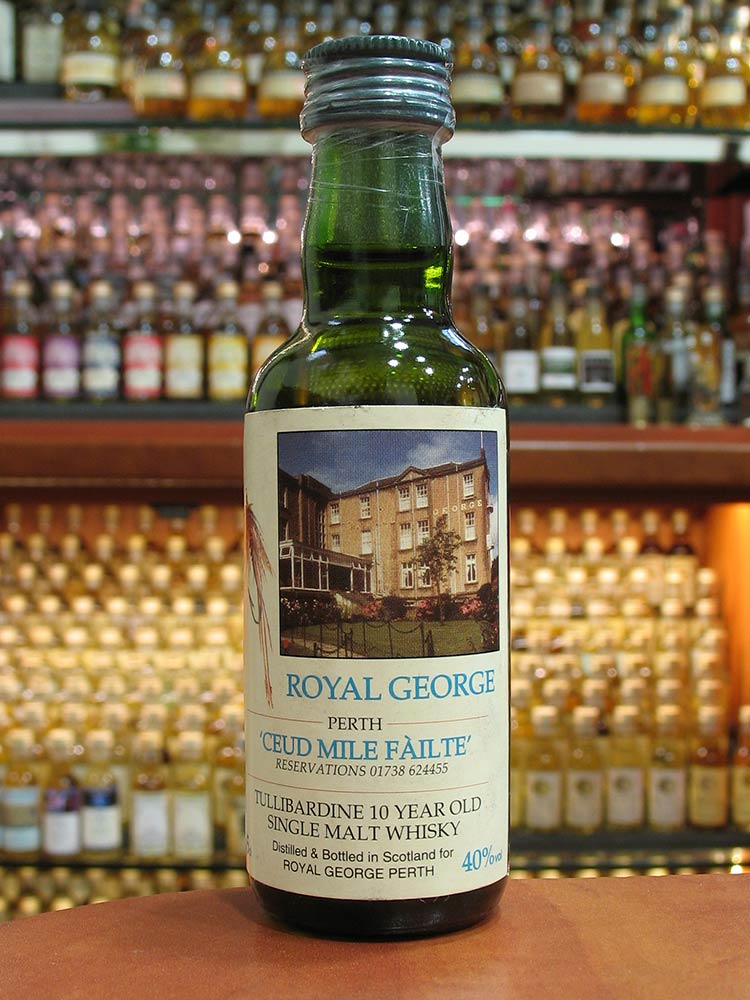 GEORGE
ROYAL GEORGE
PERTH
'CEUD MILE FÀILTE'
RESERVATIONS 01738 624455
TULLIBARDINE 10 YEAR OLD
SINGLE MALT WHISKY
Distilled & Bottled in Scotland for
ROYAL GEORGE PERTH
40%vol